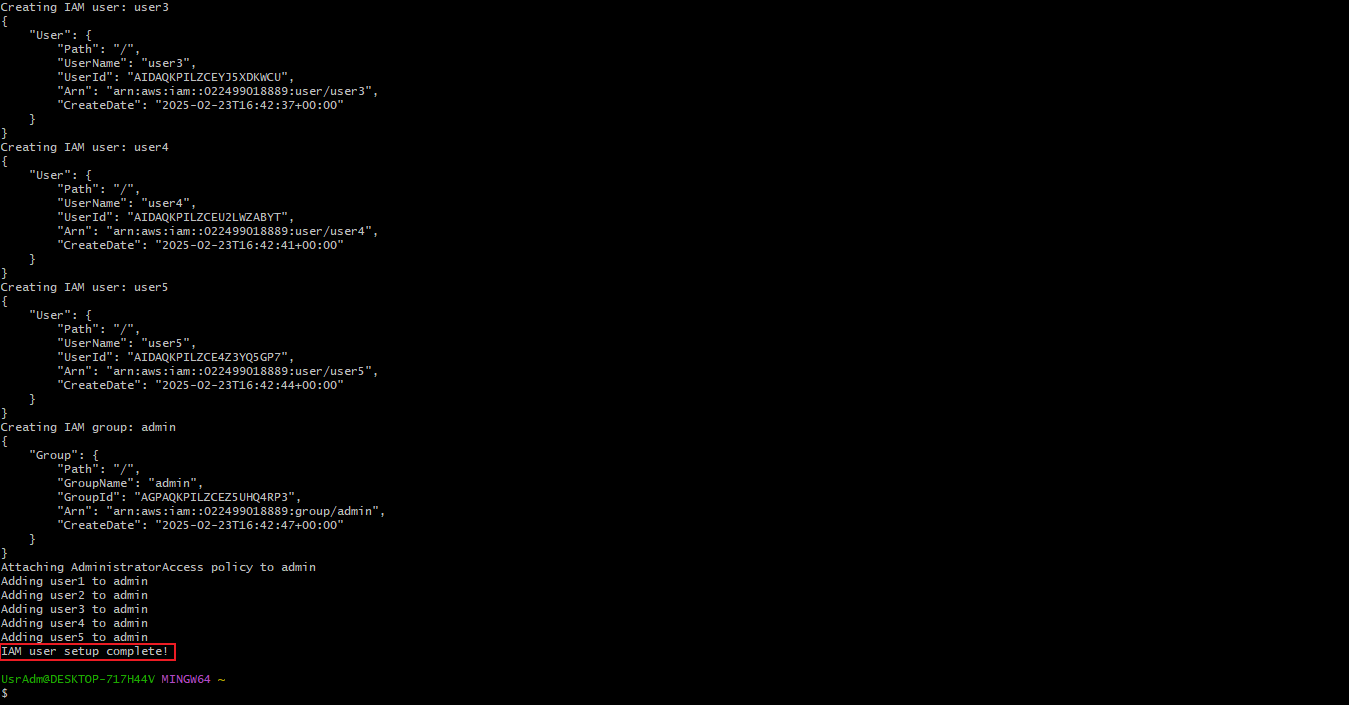 Creating IAM user: user3
{
    "User": {
        "Path": "/",
        "UserName": "user3",
        "UserId": "AIDAQKPILZCEYJ5XDKWCU",
        "Arn": "arn:aws:iam::022499018889:user/user3",
        "CreateDate": "2025-02-23T16:42:37+00:00"
    }
}
Creating IAM user: user4
{
    "User": {
        "Path": "/",
        "UserName": "user4",
        "UserId": "AIDAQKPILZCEU2LWZABYT",
        "Arn": "arn:aws:iam::022499018889:user/user4",
        "CreateDate": "2025-02-23T16:42:41+00:00"
    }
}
Creating IAM user: user5
{
    "User": {
        "Path": "/",
        "UserName": "user5",
        "UserId": "AIDAQKPILZCE4Z3YQ5GP7",
        "Arn": "arn:aws:iam::022499018889:user/user5",
        "CreateDate": "2025-02-23T16:42:44+00:00"
    }
}
Creating IAM group: admin
{
    "Group": {
        "Path": "/",
        "GroupName": "admin",
        "GroupId": "AGPAQKPILZCEZ5UHQ4RP3",
        "Arn": "arn:aws:iam::022499018889:group/admin",
        "CreateDate": "2025-02-23T16:42:47+00:00"
    }
}
Attaching AdministratorAccess policy to admin
Adding user1 to admin
Adding user2 to admin
Adding user3 to admin
Adding user4 to admin
Adding user5 to admin
IAM user setup complete!
UsrAdm@DESKTOP-717H44V MINGW64 ~
$